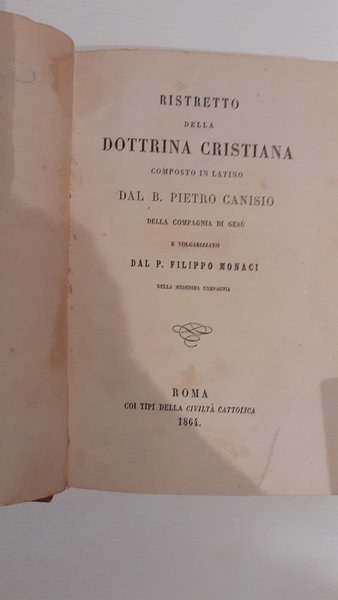 RISTRETTO
DELLA
DOTTRINA CRISTIANA
COMPOSTO IN LATINO
DAL B. PIETRO CANISIO
DELLA COMPAGNIA DI GESÙ
E VOLGARIZZATO
DAL P. FILIPPO MONACI
DELLA MEDESIMA COMPAGNIA
ROMA
COI TIPI DELLA CIVILTÀ CATTOLICA
1864.